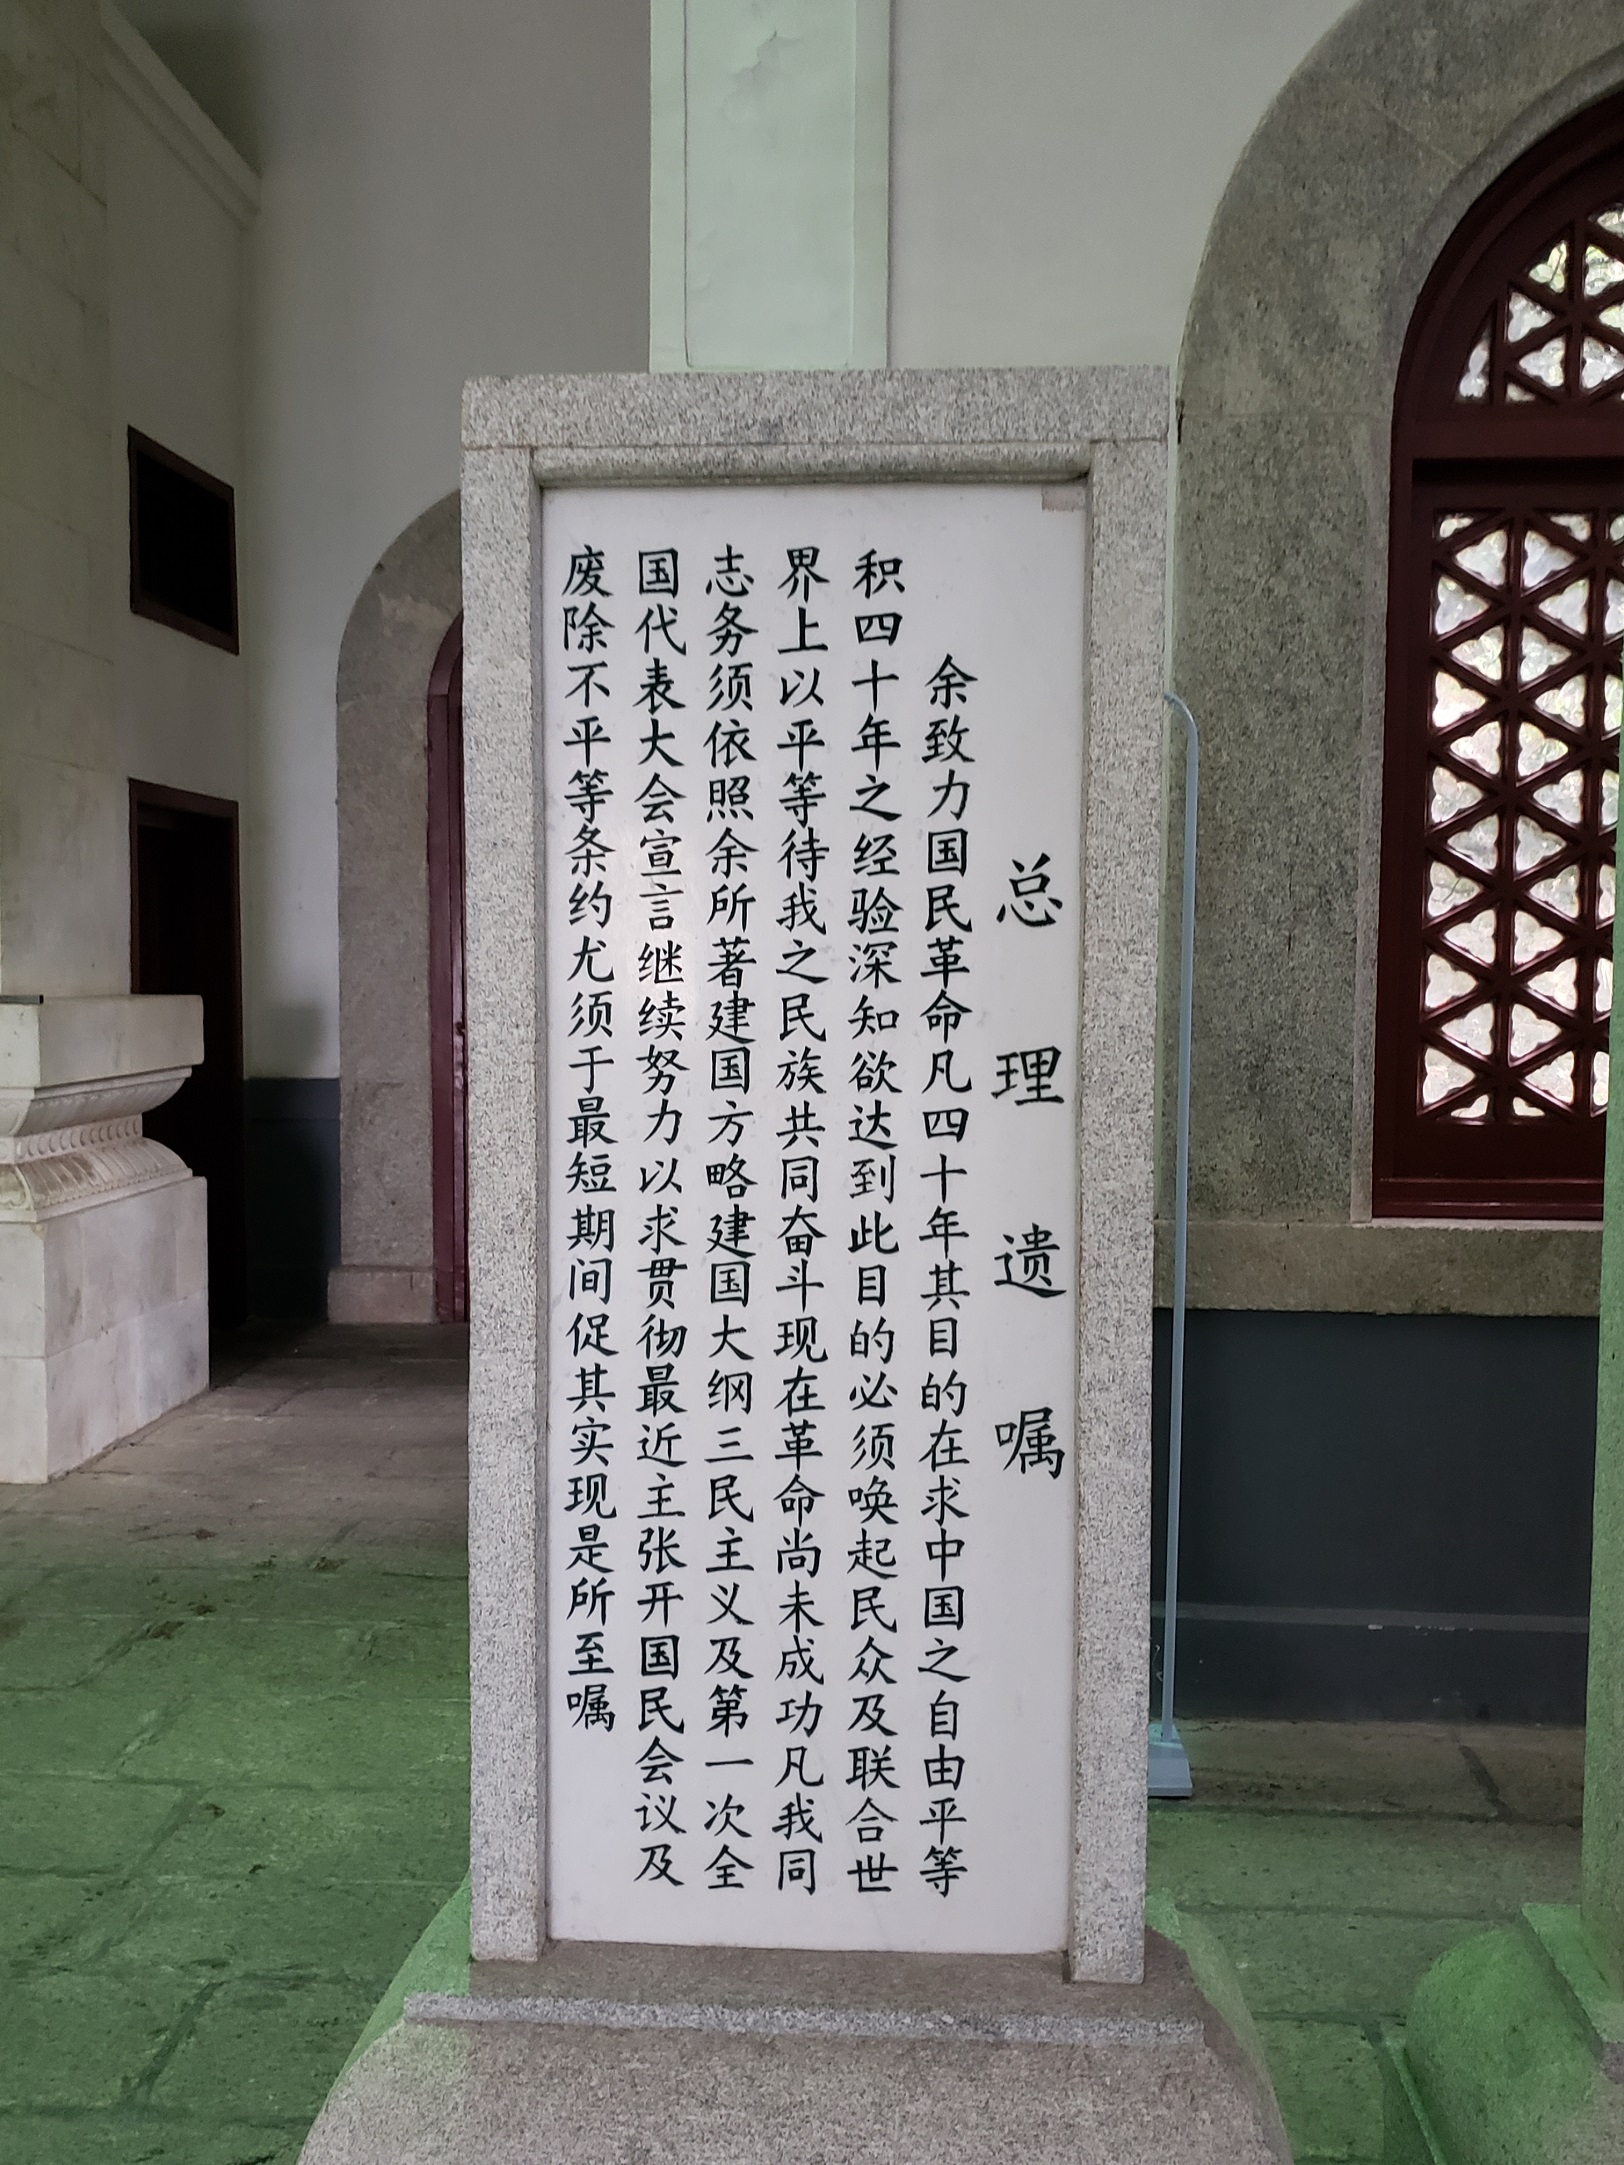 总理遗嘱
余致力国民革命凡四十年其目的在求中国之自由平等
积四十年之经验深知欲达到此目的必须唤起民众及联合世
界上以平等待我之民族共同奋斗现在革命尚未成功凡我同
志务须依照余所著建国方略建国大纲三民主义及第一次全
国代表大会宣言继续努力以求贯彻最近主张开国民会议及
废除不平等条约尤须于最短期间促其实现是所至嘱